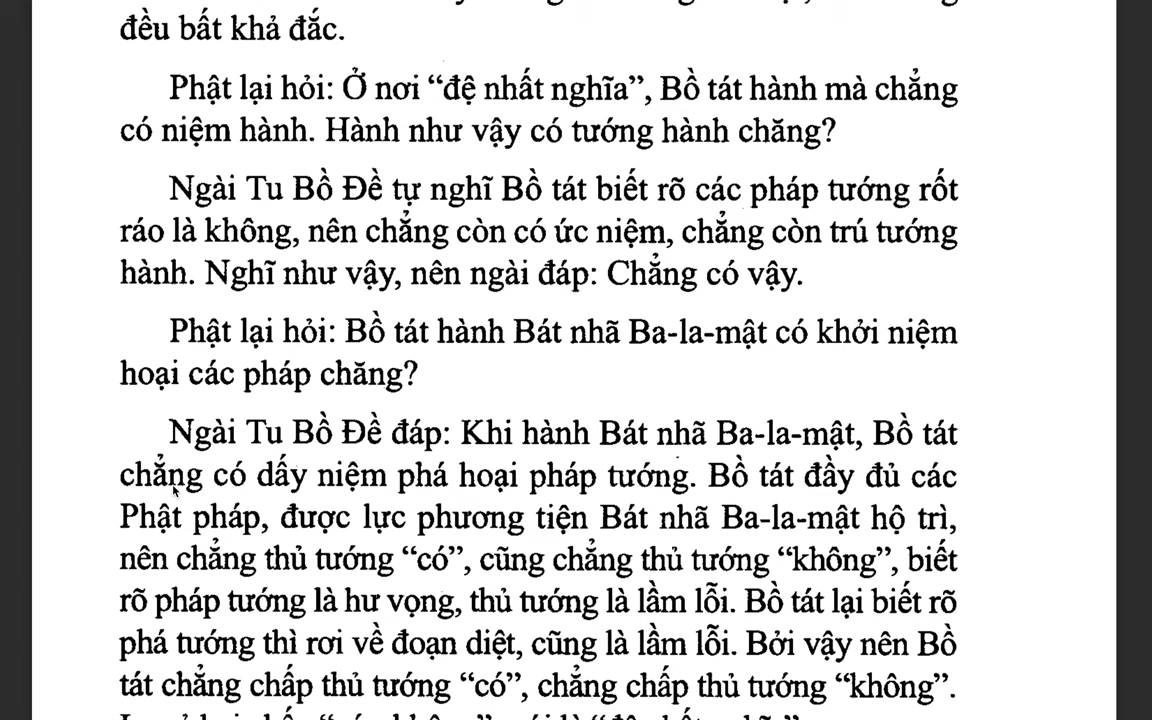 đều bất khả đắc.
Phật lại hỏi: Ở nơi “đệ nhất nghĩa”, Bồ tát hành mà chẳng
có niệm hành. Hành như vậy có tướng hành chăng?
Ngài Tu Bồ Đề tự nghĩ Bồ tát biết rõ các pháp tướng rốt
ráo là không, nên chẳng còn có ức niệm, chẳng còn trú tướng
hành. Nghĩ như vậy, nên ngài đáp: Chẳng có vậy.
Phật lại hỏi: Bồ tát hành Bát nhã Ba-la-mật có khởi niệm
hoại các pháp chăng?
Ngài Tu Bồ Đề đáp: Khi hành Bát nhã Ba-la-mật, Bồ tát
chẳng có dấy niệm phá hoại pháp tướng. Bồ tát đầy đủ các
Phật pháp, được lực phương tiện Bát nhã Ba-la-mật hộ trì,
nên chẳng thủ tướng “có”, cũng chẳng thủ tướng “không”, biết
rõ pháp tướng là hư vọng, thủ tướng là lầm lỗi. Bồ tát lại biết rõ
phá tướng thì rơi về đoạn diệt, cũng là lầm lỗi. Bởi vậy nên Bồ
tát chẳng chấp thủ tướng “có”, chẳng chấp thủ tướng “không”.